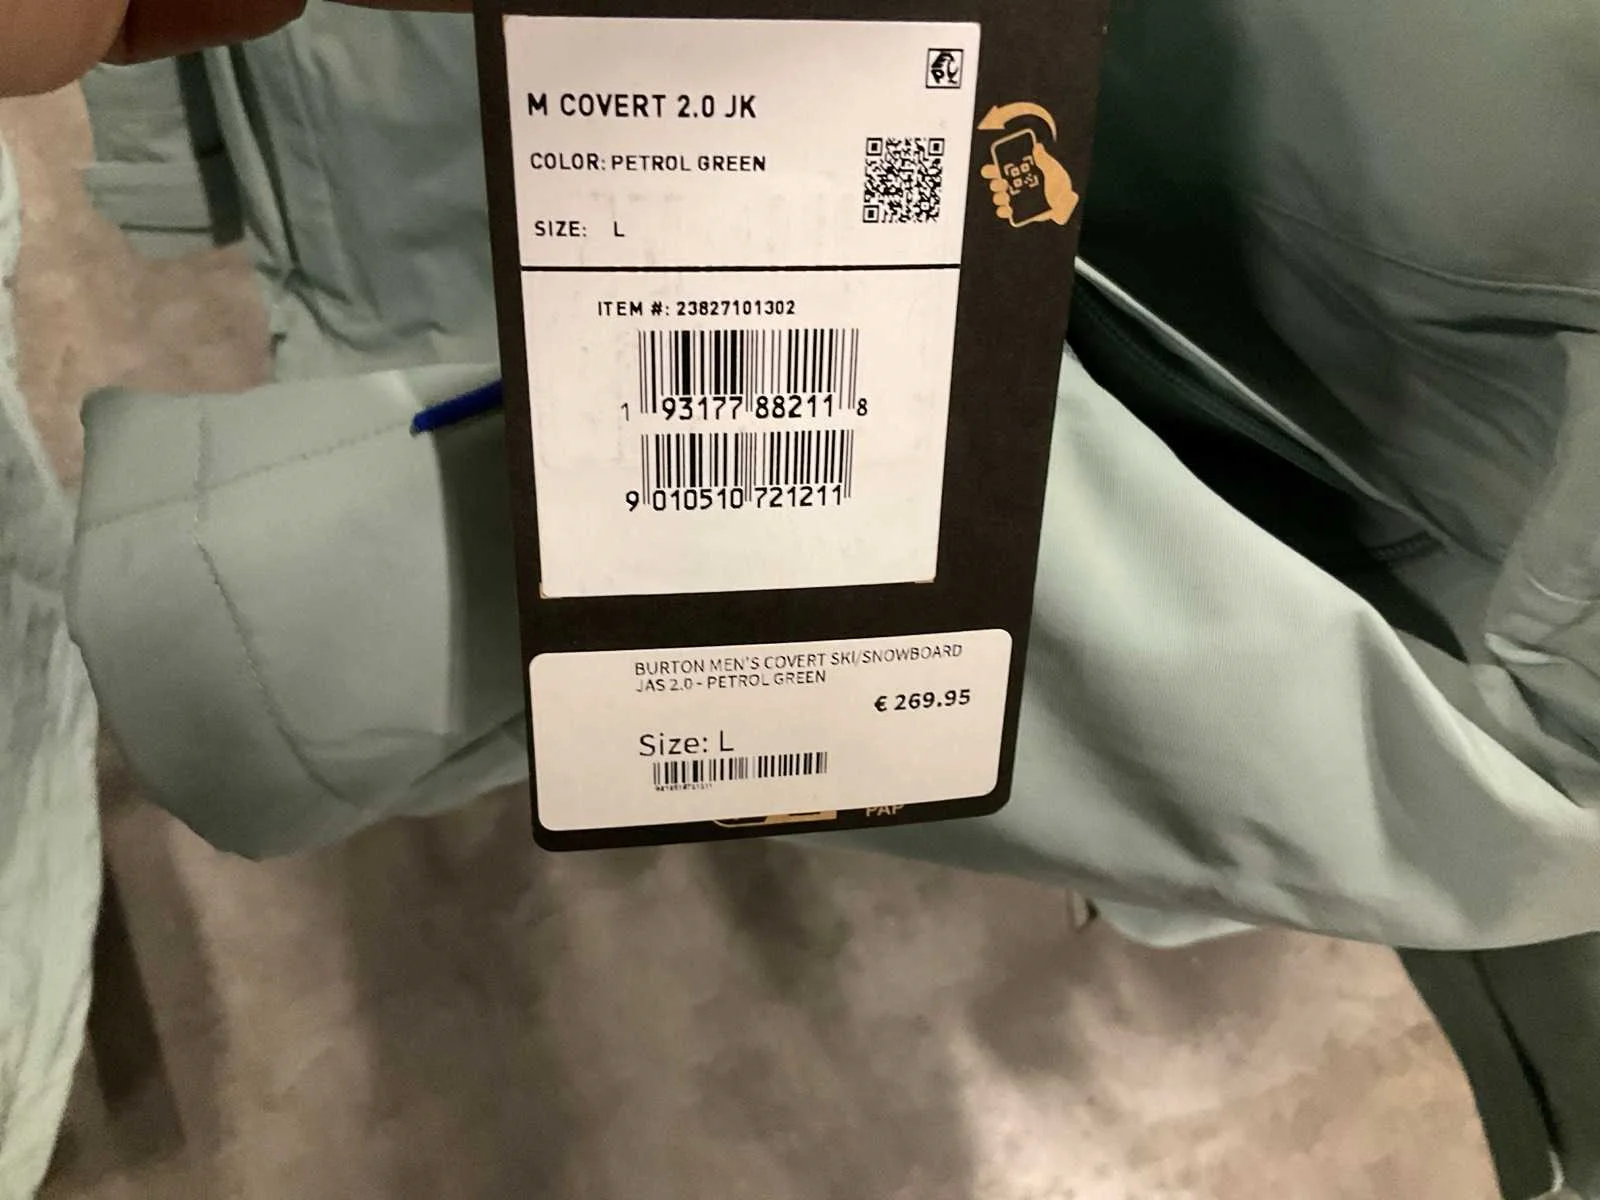 M COVERT 2.0 JK
COLOR: PETROL GREEN
SIZE: L
ITEM #: 23827101302
1 93177 88211 8
9 010510 721211
BURTON MEN'S COVERT SKI/SNOWBOARD
JAS 2.0 - PETROL GREEN
€ 269.95
Size: L
PAP